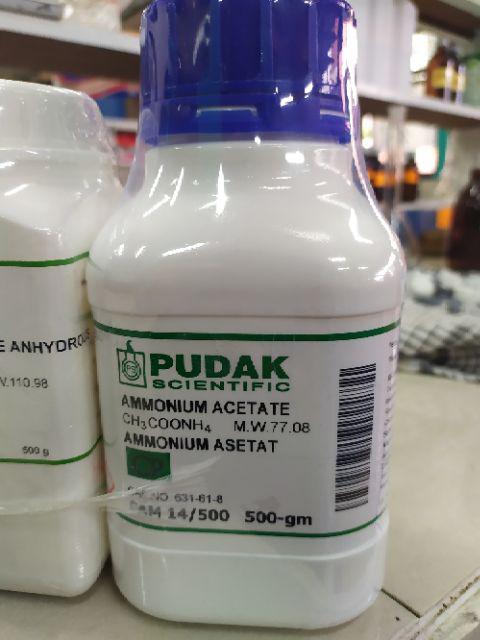 PUDAK
SCIENTIFIC
AMMONIUM ACETATE
CH₃COONH₄ M.W.77.08
AMMONIUM ASETAT
NO 631-61-8
14/500 500-gm
E ANHYDROUS
.110.98
500 g